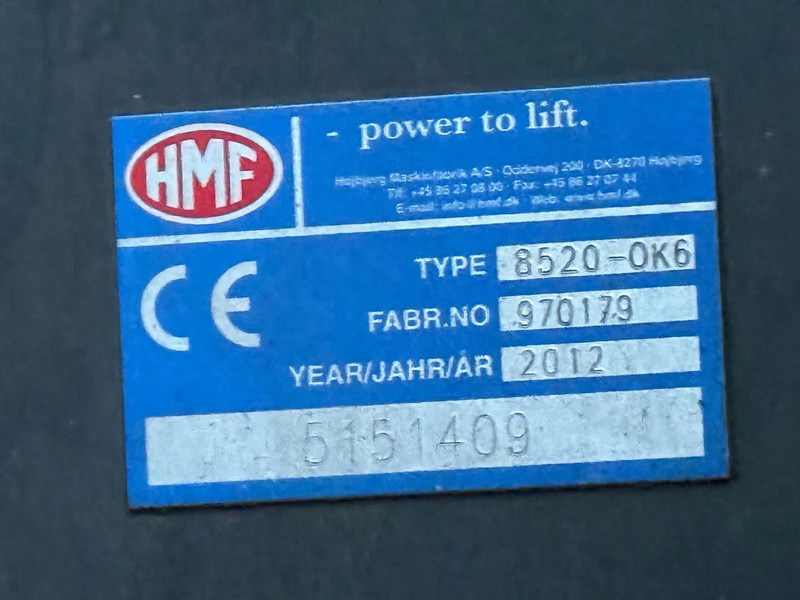 HMF
- power to lift.
Højbjerg Maskinfabrik A/S · Oddervej 200 · DK-8270 Højbjerg
Tlf.: +45 86 27 08 00 · Fax: +45 86 27 07 44
E-mail: info@hmf.dk · Web: www.hmf.dk
CE
TYPE 8520-OK6
FABR.NO 970179
YEAR/JAHR/ÅR 2012
5151409